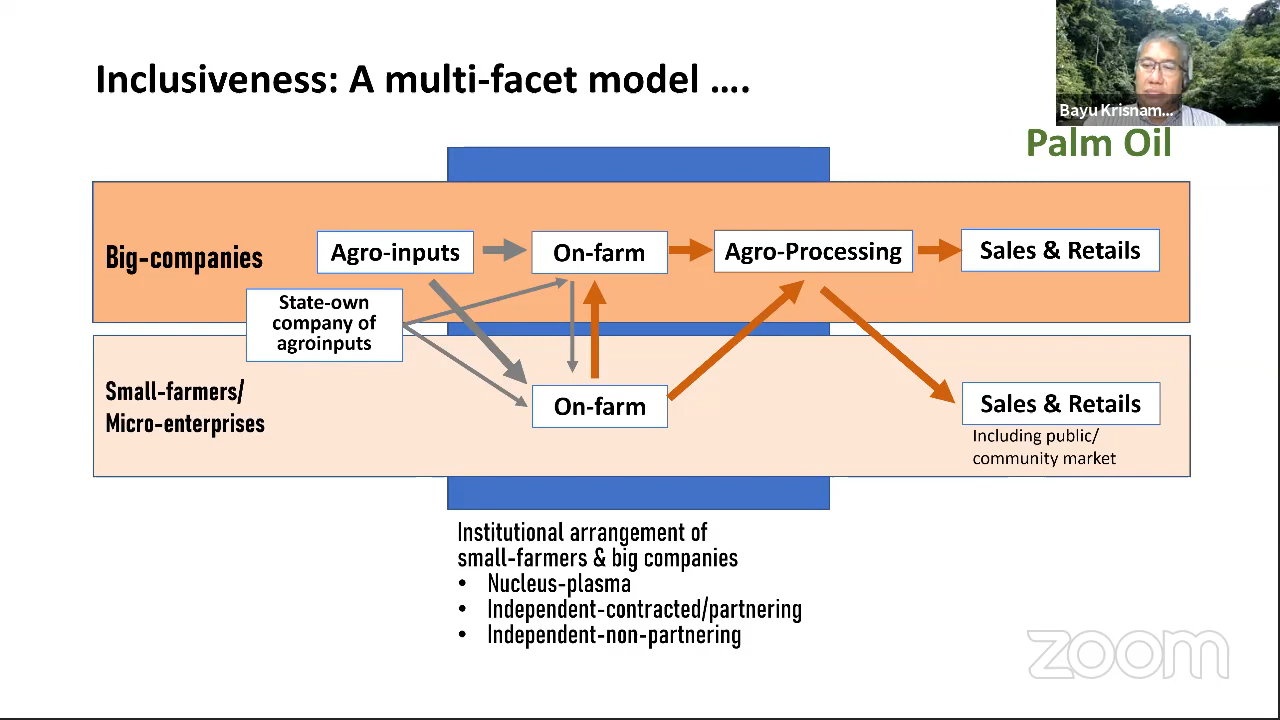 Inclusiveness: A multi-facet model ….
Bayu Krisnam...
Palm Oil
Big-companies
Agro-inputs
On-farm
Agro-Processing
Sales & Retails
State-own
company of
agroinputs
Small-farmers/
Micro-enterprises
On-farm
Sales & Retails
Including public/
community market
Institutional arrangement of
small-farmers & big companies
• Nucleus-plasma
• Independent-contracted/partnering
• Independent-non-partnering
zoom